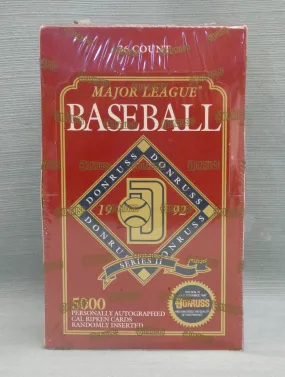 36 COUNT
MAJOR LEAGUE
BASEBALL
DONRUSS DONRUSS
19 92
DONRUSS DONRUSS
SERIES II
5000
PERSONALLY AUTOGRAPHED
CAL RIPKEN CARDS
RANDOMLY INSERTED
DONRUSS